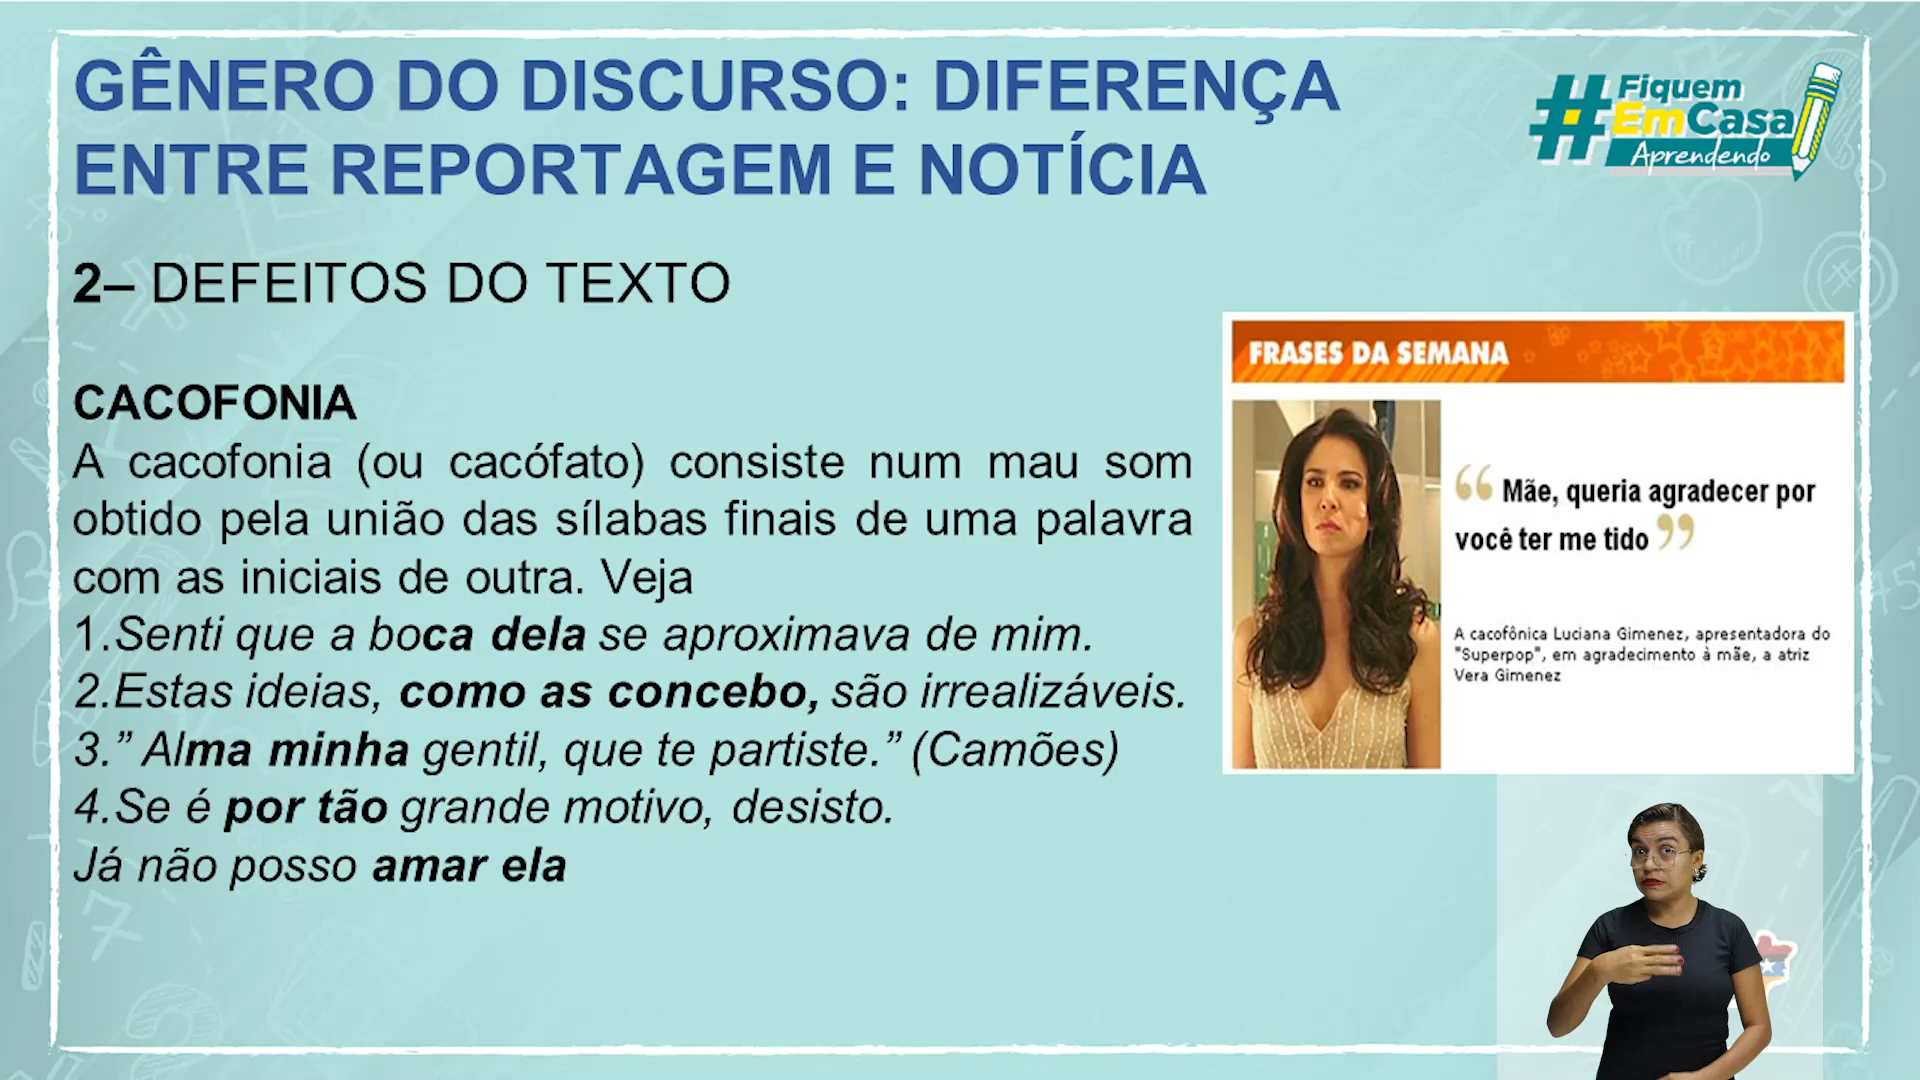 GÊNERO DO DISCURSO: DIFERENÇA
ENTRE REPORTAGEM E NOTÍCIA
#Fiquem
EmCasa
Aprendendo
2– DEFEITOS DO TEXTO
CACOFONIA
A cacofonia (ou cacófato) consiste num mau som
obtido pela união das sílabas finais de uma palavra
com as iniciais de outra. Veja
1.Senti que a boca dela se aproximava de mim.
2.Estas ideias, como as concebo, são irrealizáveis.
3.” Alma minha gentil, que te partiste.” (Camões)
4.Se é por tão grande motivo, desisto.
Já não posso amar ela
FRASES DA SEMANA
“ Mãe, queria agradecer por
você ter me tido ”
A cacofônica Luciana Gimenez, apresentadora do
"Superpop", em agradecimento à mãe, a atriz
Vera Gimenez